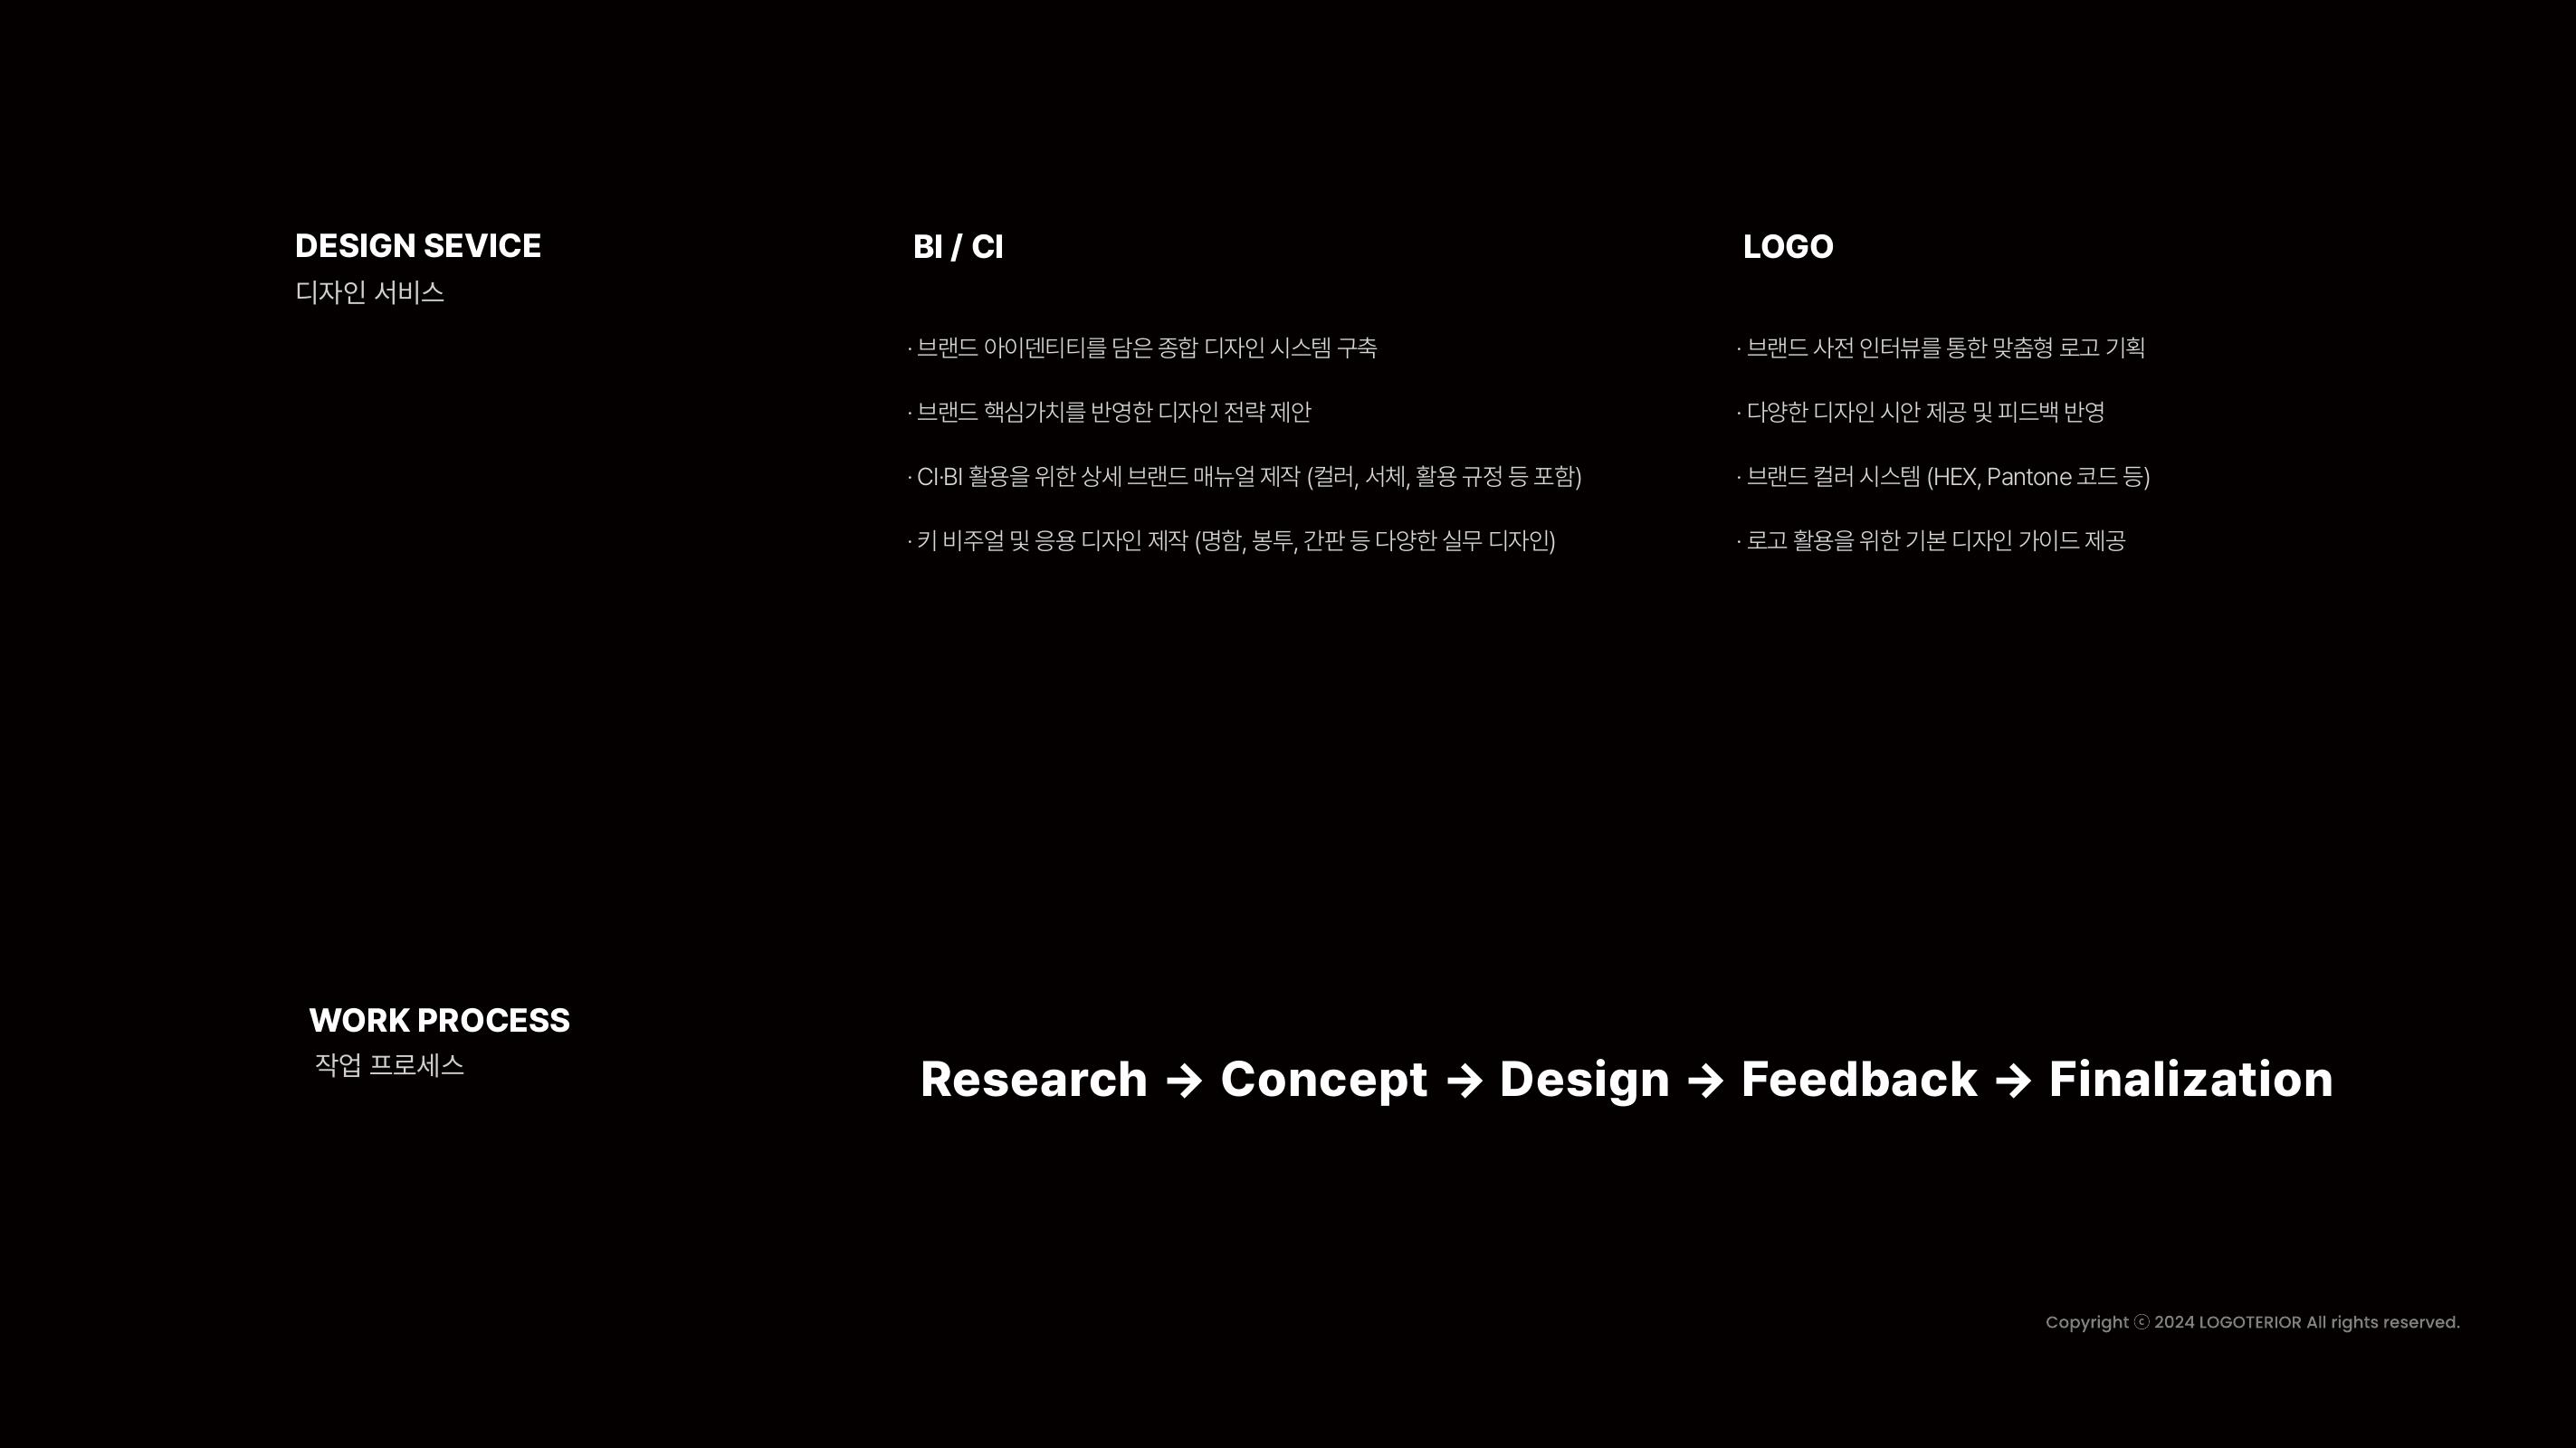 DESIGN SEVICE
디자인 서비스
BI / CI
· 브랜드 아이덴티티를 담은 종합 디자인 시스템 구축
· 브랜드 핵심가치를 반영한 디자인 전략 제안
· CI·BI 활용을 위한 상세 브랜드 매뉴얼 제작 (컬러, 서체, 활용 규정 등 포함)
· 키 비주얼 및 응용 디자인 제작 (명함, 봉투, 간판 등 다양한 실무 디자인)
LOGO
· 브랜드 사전 인터뷰를 통한 맞춤형 로고 기획
· 다양한 디자인 시안 제공 및 피드백 반영
· 브랜드 컬러 시스템 (HEX, Pantone 코드 등)
· 로고 활용을 위한 기본 디자인 가이드 제공
WORK PROCESS
작업 프로세스
Research → Concept → Design → Feedback → Finalization
Copyright ⓒ 2024 LOGOTERIOR All rights reserved.